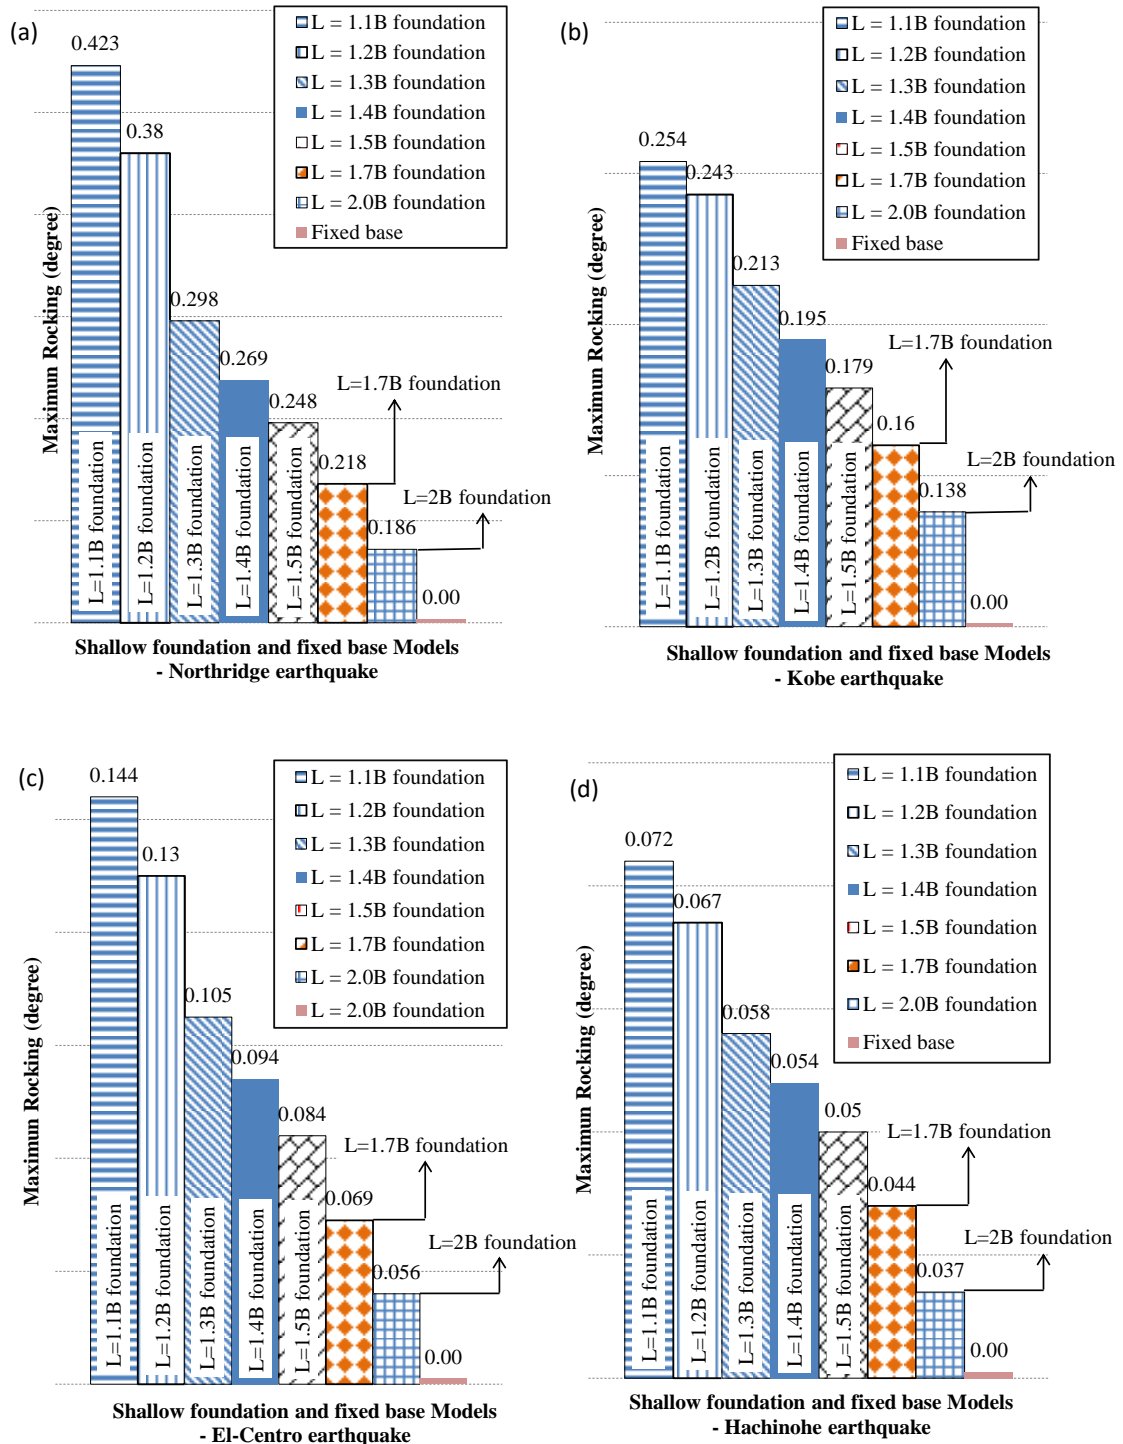 (a)
0.423
0.38
0.298
0.269
0.248
0.218
0.186
0.00
L = 1.1B foundation
L = 1.2B foundation
L = 1.3B foundation
L = 1.4B foundation
L = 1.5B foundation
L = 1.7B foundation
L = 2.0B foundation
Fixed base
Maximun Rocking (degree)
L=1.1B foundation
L=1.2B foundation
L=1.3B foundation
L=1.4B foundation
L=1.5B foundation
L=1.7B foundation
L=2B foundation
Shallow foundation and fixed base Models
- Northridge earthquake
(b)
0.254
0.243
0.213
0.195
0.179
0.16
0.138
0.00
L = 1.1B foundation
L = 1.2B foundation
L = 1.3B foundation
L = 1.4B foundation
L = 1.5B foundation
L = 1.7B foundation
L = 2.0B foundation
Fixed base
Maximun Rocking (degree)
L=1.1B foundation
L=1.2B foundation
L=1.3B foundation
L=1.4B foundation
L=1.5B foundation
L=1.7B foundation
L=2B foundation
Shallow foundation and fixed base Models
- Kobe earthquake
(c)
0.144
0.13
0.105
0.094
0.084
0.069
0.056
0.00
L = 1.1B foundation
L = 1.2B foundation
L = 1.3B foundation
L = 1.4B foundation
L = 1.5B foundation
L = 1.7B foundation
L = 2.0B foundation
L = 2.0B foundation
Maximun Rocking (degree)
L=1.1B foundation
L=1.2B foundation
L=1.3B foundation
L=1.4B foundation
L=1.5B foundation
L=1.7B foundation
L=2B foundation
Shallow foundation and fixed base Models
- El-Centro earthquake
(d)
0.072
0.067
0.058
0.054
0.05
0.044
0.037
0.00
L = 1.1B foundation
L = 1.2B foundation
L = 1.3B foundation
L = 1.4B foundation
L = 1.5B foundation
L = 1.7B foundation
L = 2.0B foundation
Fixed base
Maximun Rocking (degree)
L=1.1B foundation
L=1.2B foundation
L=1.3B foundation
L=1.4B foundation
L=1.5B foundation
L=1.7B foundation
L=2B foundation
Shallow foundation and fixed base Models
- Hachinohe earthquake